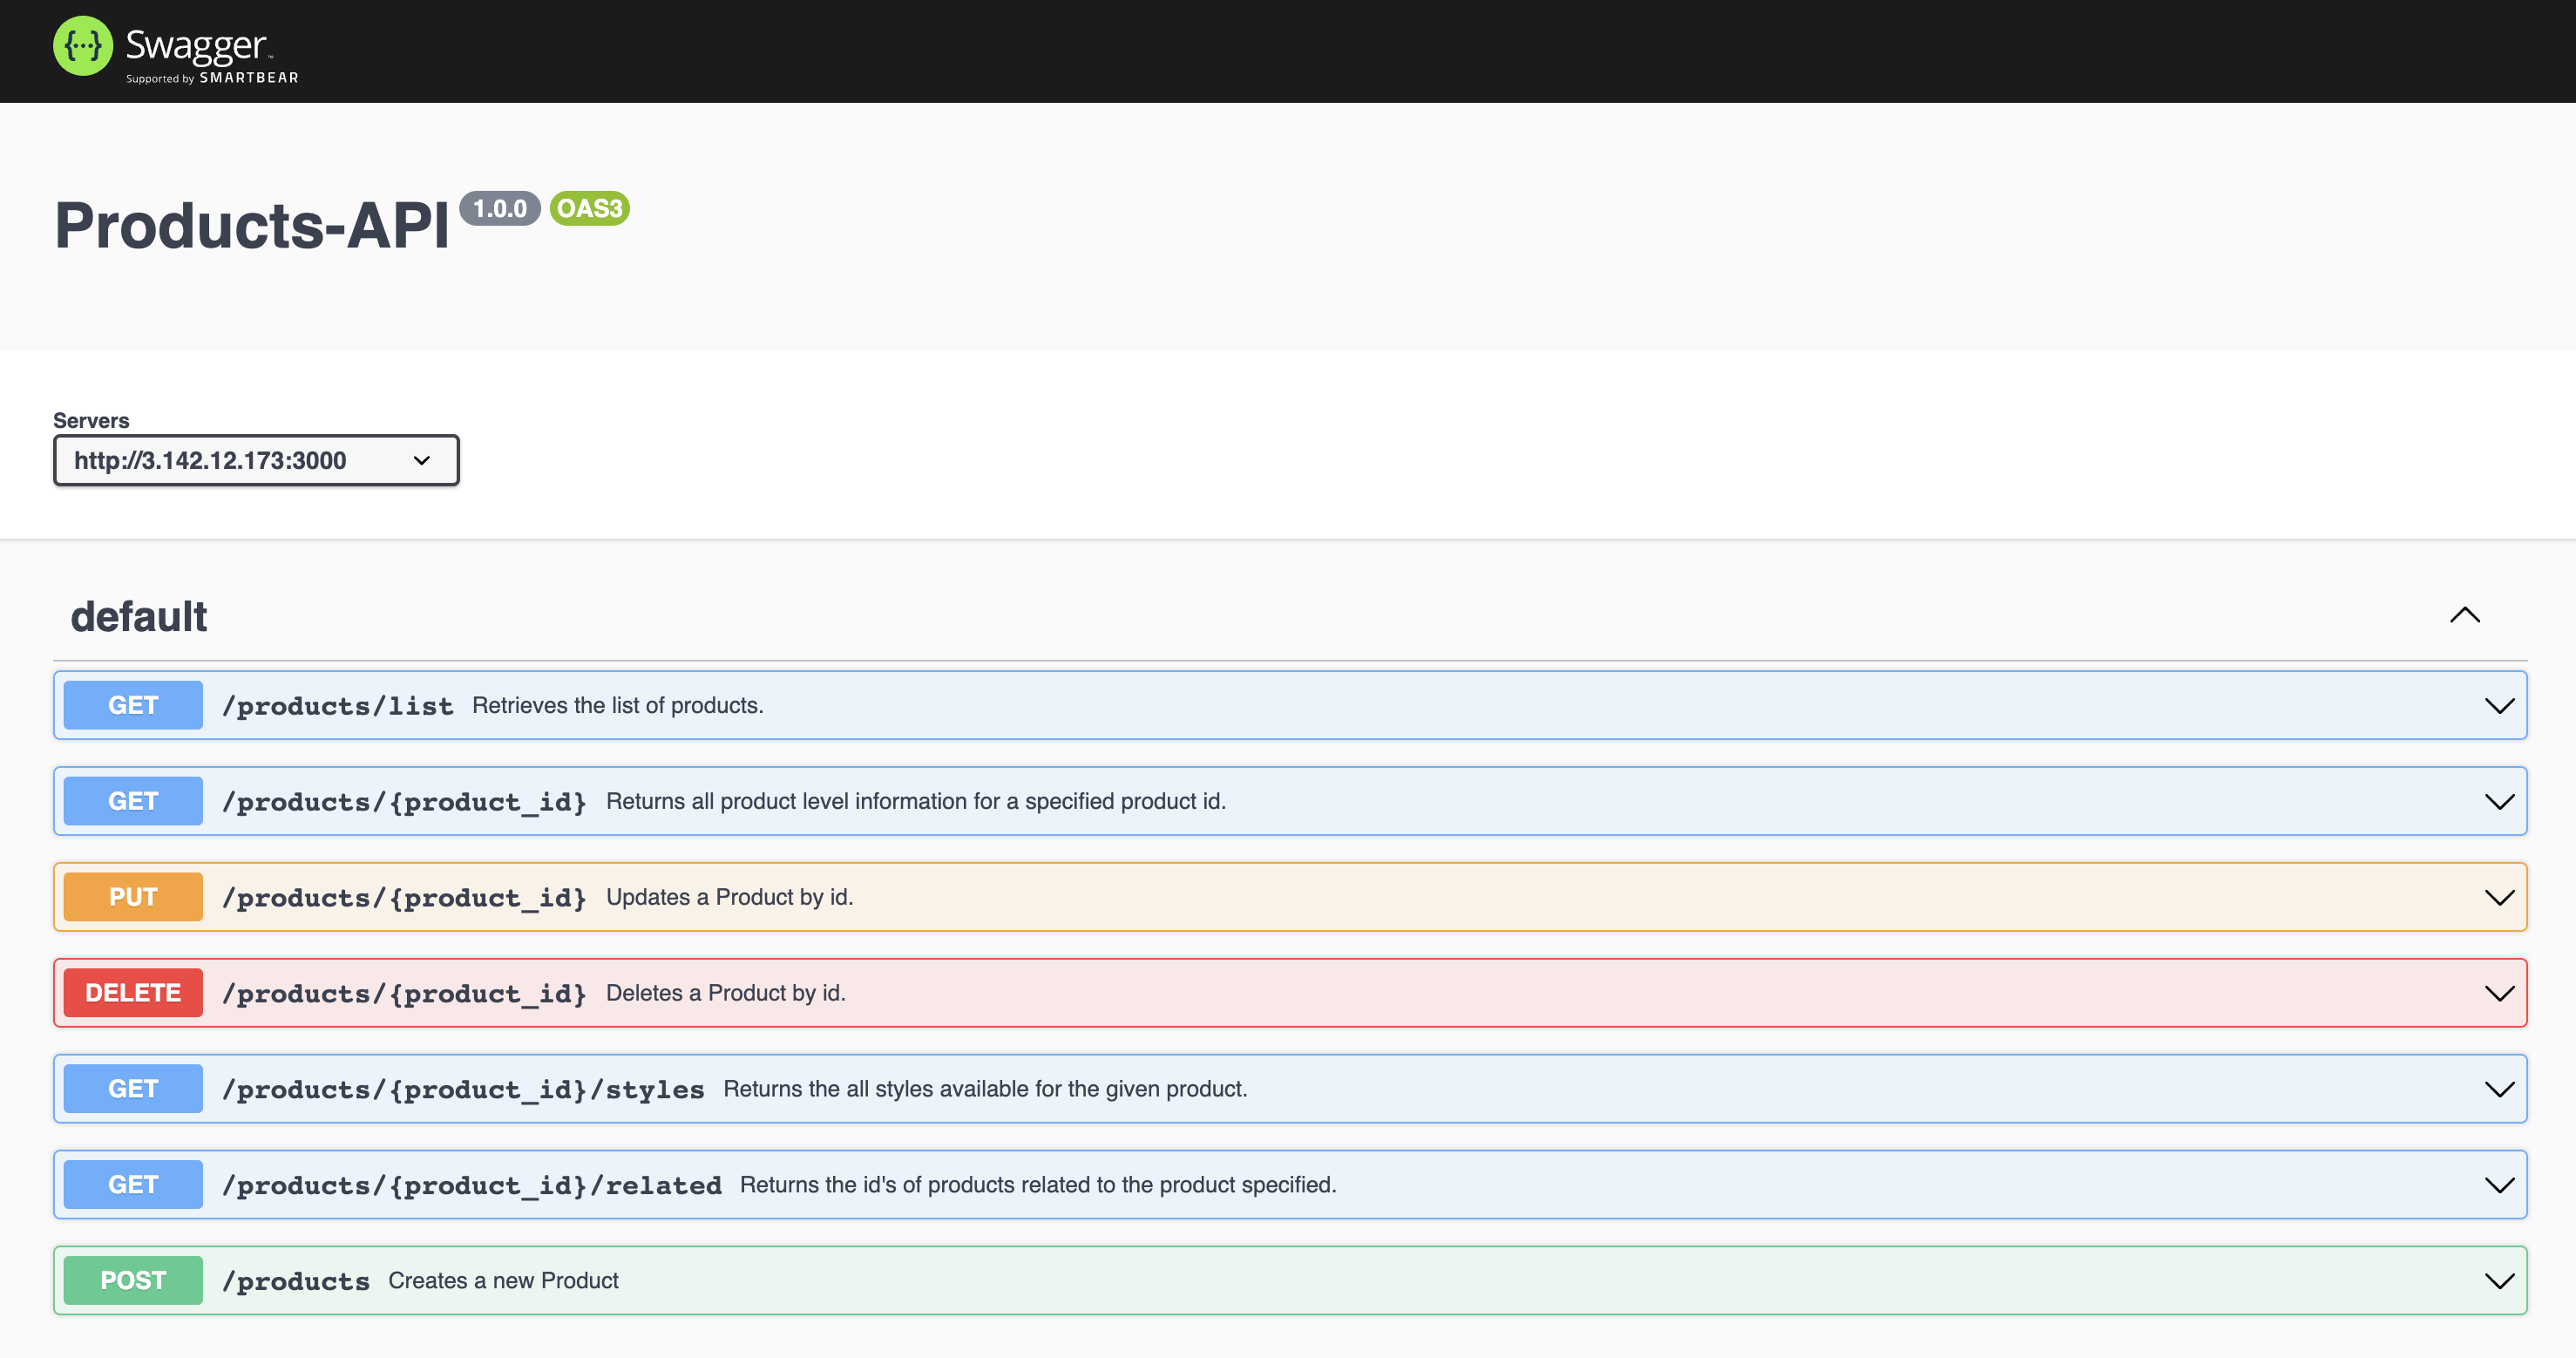 {···} Swagger™
Supported by SMARTBEAR
Products-API 1.0.0 OAS3
Servers
http://3.142.12.173:3000
default
GET /products/list Retrieves the list of products.
GET /products/{product_id} Returns all product level information for a specified product id.
PUT /products/{product_id} Updates a Product by id.
DELETE /products/{product_id} Deletes a Product by id.
GET /products/{product_id}/styles Returns the all styles available for the given product.
GET /products/{product_id}/related Returns the id's of products related to the product specified.
POST /products Creates a new Product